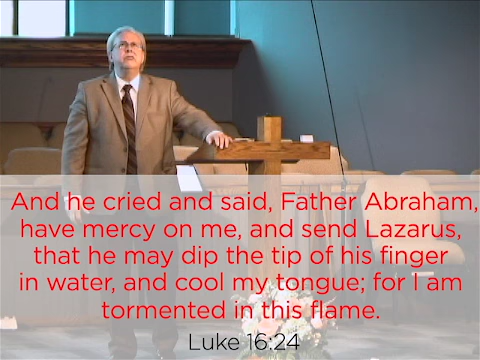 And he cried and said, Father Abraham,
have mercy on me, and send Lazarus,
that he may dip the tip of his finger
in water, and cool my tongue; for I am
tormented in this flame.
Luke 16:24